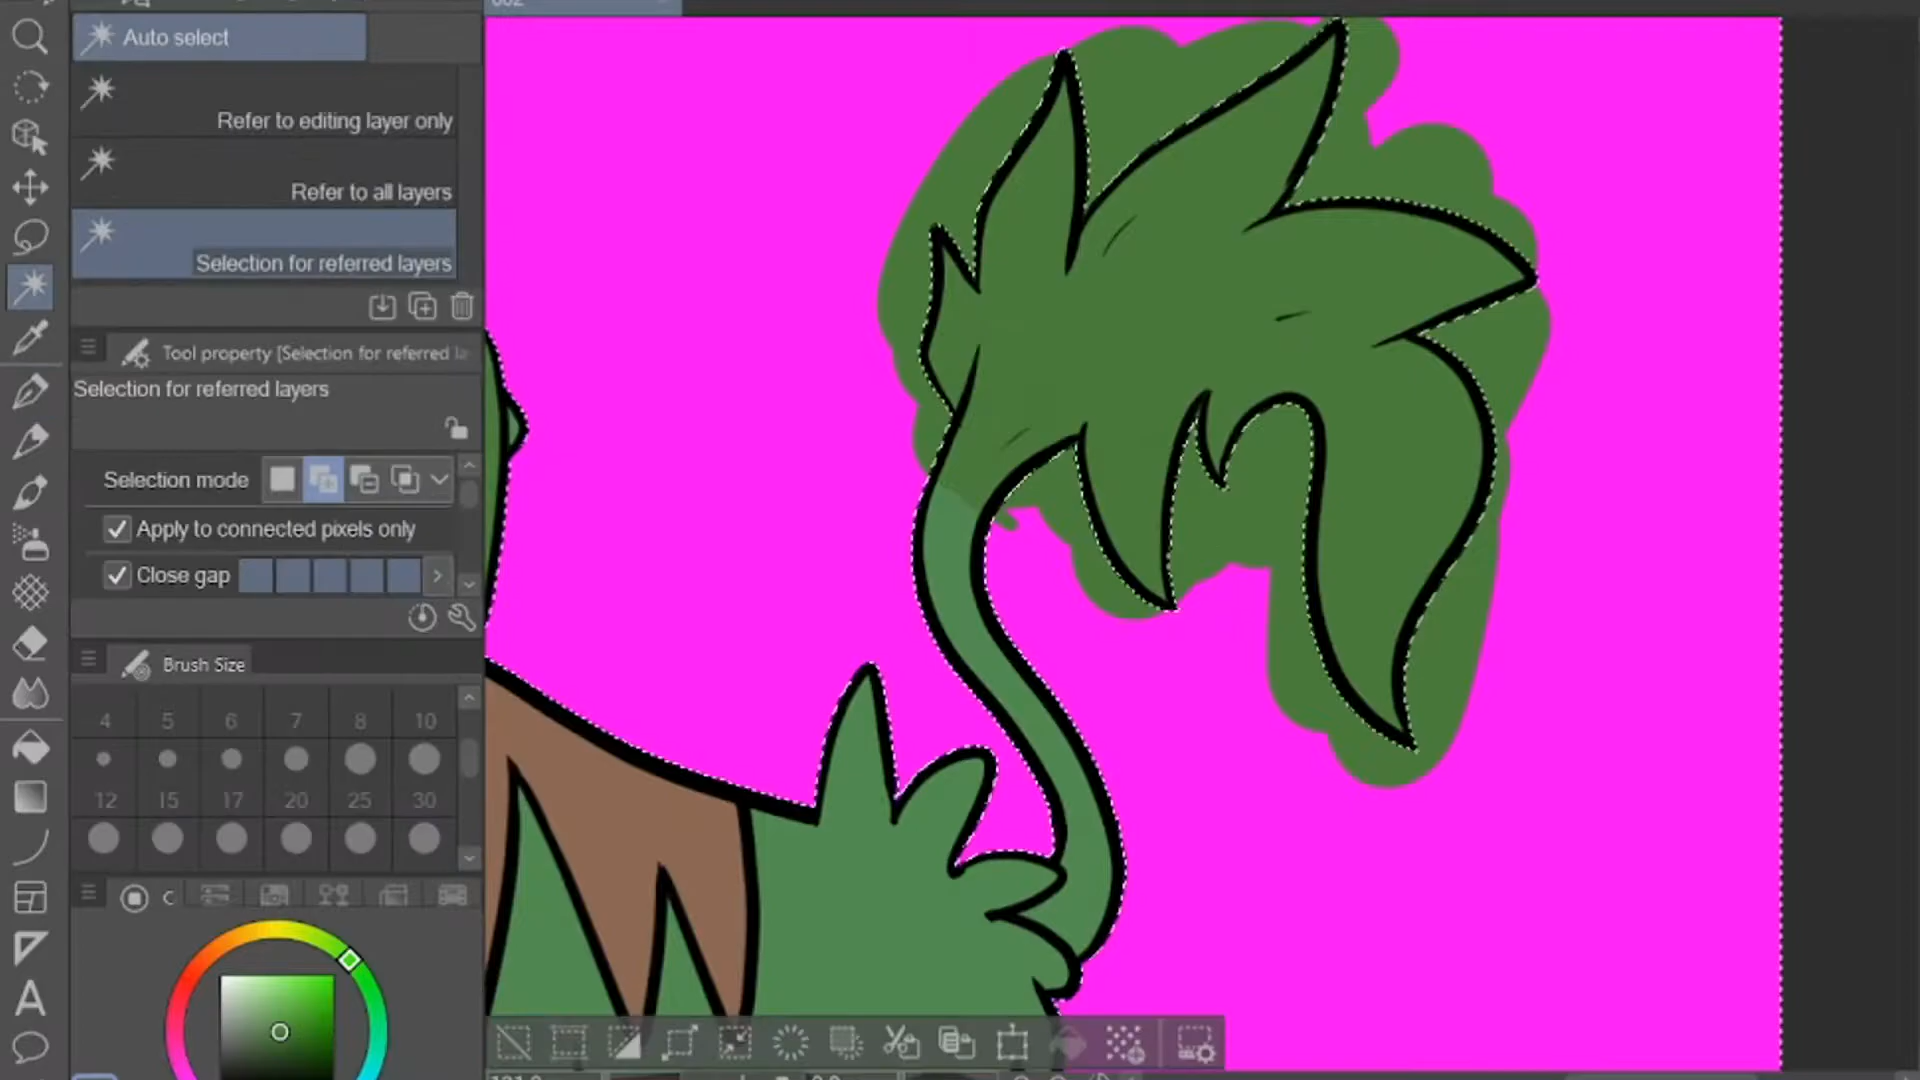 002
Auto select
Refer to editing layer only
Refer to all layers
Selection for referred layers
Tool property [Selection for referred la
Selection for referred layers
Selection mode
Apply to connected pixels only
Close gap
Brush Size
4 5 6 7 8 10
12 15 17 20 25 30
C
A